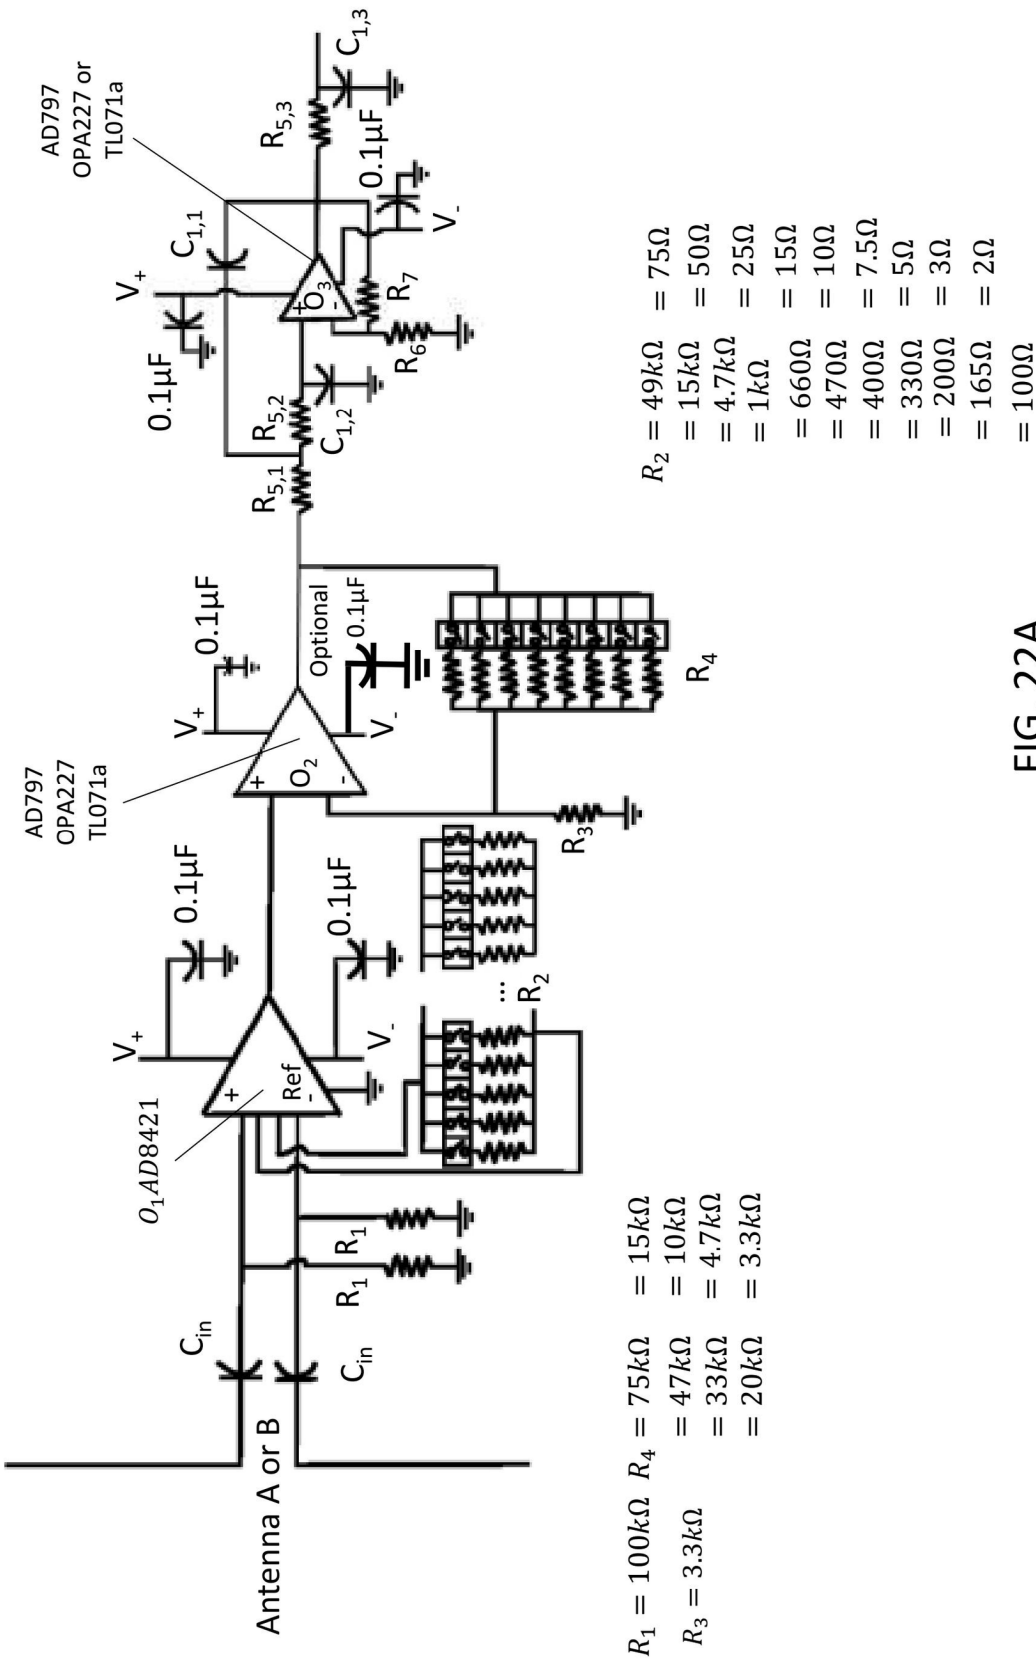 AD797
OPA227
TL071a
AD797
OPA227 or
TL071a
O₁AD8421
V₊
0.1μF
V₊
0.1μF
0.1μF
V₊
C₁,₁
R₅,₃
C₁,₃
Cᵢₙ
Cᵢₙ
Antenna A or B
R₁
R₁
+
-
Ref
V₋
0.1μF
+
-
O₂
V₋
Optional
0.1μF
R₅,₁
R₅,₂
C₁,₂
+
-
O₃
R₆
R₇
0.1μF
V₋
...
R₂
R₃
R₄
R₁ = 100kΩ R₄ = 75kΩ = 15kΩ
= 47kΩ = 10kΩ
R₃ = 3.3kΩ = 33kΩ = 4.7kΩ
= 20kΩ = 3.3kΩ
R₂ = 49kΩ = 75Ω
= 15kΩ = 50Ω
= 4.7kΩ = 25Ω
= 1kΩ = 15Ω
= 660Ω = 10Ω
= 470Ω = 7.5Ω
= 400Ω = 5Ω
= 330Ω = 3Ω
= 200Ω = 2Ω
= 165Ω
= 100Ω
FIG. 22A